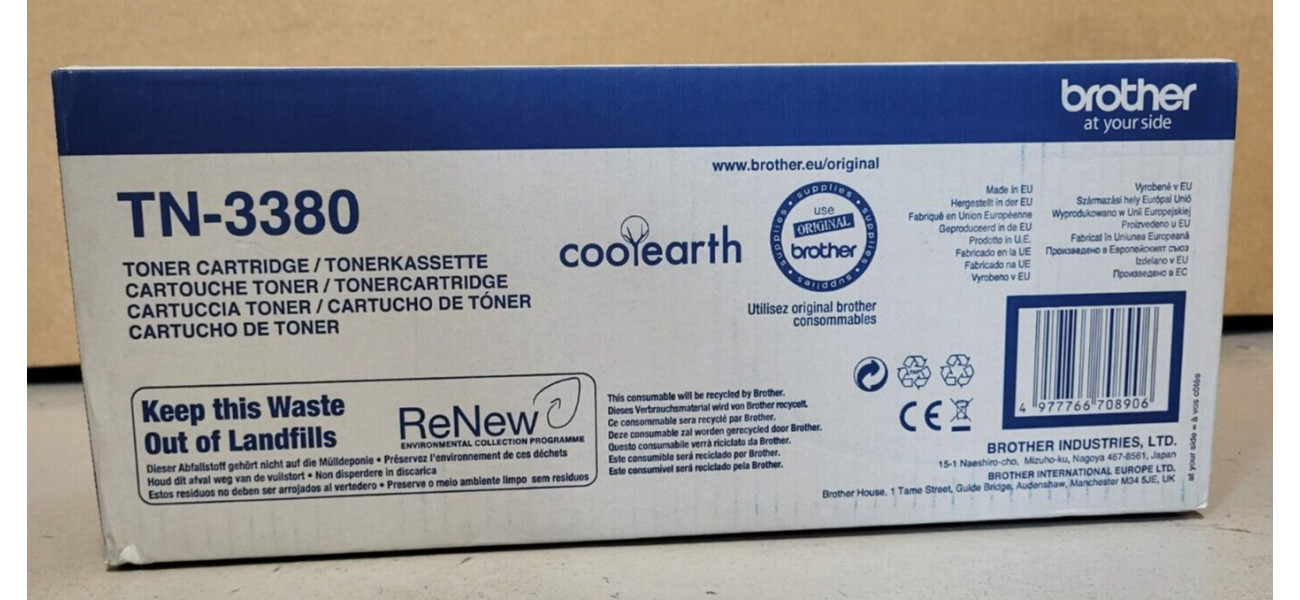 brother
at your side
www.brother.eu/original
TN-3380
TONER CARTRIDGE / TONERKASSETTE
CARTOUCHE TONER / TONERCARTRIDGE
CARTUCCIA TONER / CARTUCHO DE TÓNER
CARTUCHO DE TONER
coolearth
supplies • supplies • supplies • supplies
use
ORIGINAL
brother
Utilisez original brother
consommables
Made in EU
Hergestellt in der EU
Fabriqué en Union Européenne
Geproduceerd in de EU
Prodotto in U.E.
Fabricado en la UE
Fabricado na UE
Vyrobeno v EU
Vyrobené v EU
Származási hely Európai Unió
Wyprodukowano w Unii Europejskiej
Proizvedeno u EU
Fabricat în Uniunea Europeană
Произведено в Европейският съюз
Izdelano v EU
Произведено в ЕС
4 977766 708906
Keep this Waste
Out of Landfills
ReNew
ENVIRONMENTAL COLLECTION PROGRAMME
Dieser Abfallstoff gehört nicht auf die Mülldeponie • Préservez l'environnement de ces déchets
Houd dit afval weg van de vuilstort • Non disperdere in discarica
Estos residuos no deben ser arrojados al vertedero • Preserve o meio ambiente limpo sem residuos
This consumable will be recycled by Brother.
Dieses Verbrauchsmaterial wird von Brother recycelt.
Ce consommable sera recyclé par Brother.
Deze consumable zal worden gerecycled door Brother.
Questo consumabile verrà riciclato da Brother.
Este consumible será reciclado por Brother.
Este consumível será reciclado pela Brother.
CE
BROTHER INDUSTRIES, LTD.
15-1 Naeshiro-cho, Mizuho-ku, Nagoya 467-8561, Japan
BROTHER INTERNATIONAL EUROPE LTD.
Brother House, 1 Tame Street, Guide Bridge, Audenshaw, Manchester M34 5JE, UK
at your side = à vos côtés